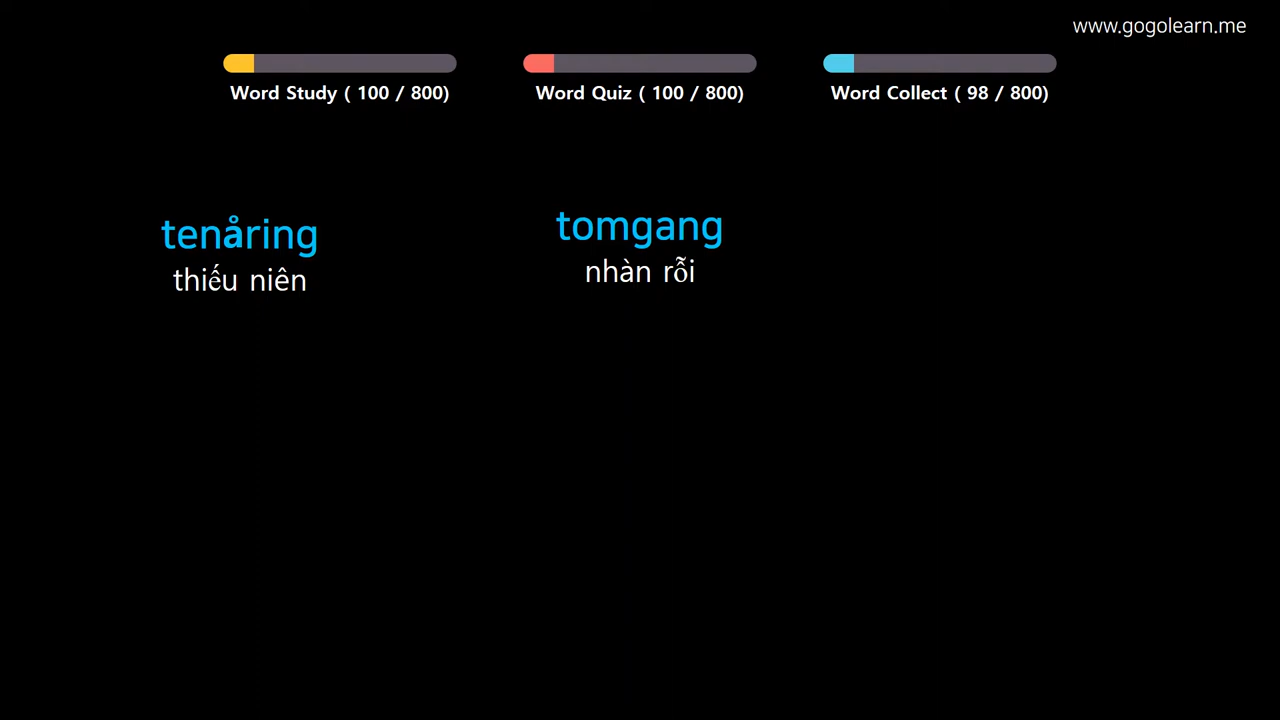 www.gogolearn.me
Word Study ( 100 / 800)
Word Quiz ( 100 / 800)
Word Collect ( 98 / 800)
tenåring
thiếu niên
tomgang
nhàn rỗi